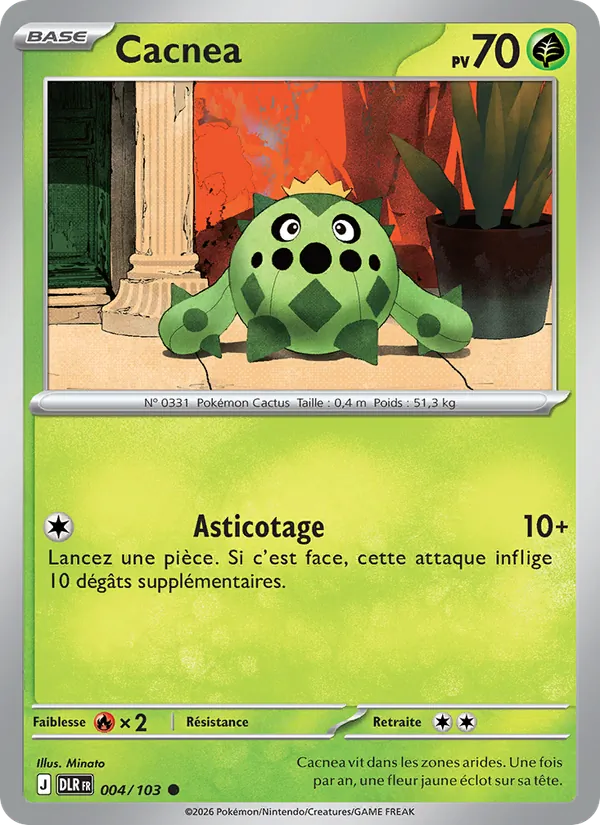 BASE Cacnea PV 70
N° 0331 Pokémon Cactus Taille : 0,4 m Poids : 51,3 kg
Asticotage 10+
Lancez une pièce. Si c'est face, cette attaque inflige
10 dégâts supplémentaires.
Faiblesse ×2 Résistance Retraite
Illus. Minato
J DLR FR 004/103
Cacnea vit dans les zones arides. Une fois
par an, une fleur jaune éclot sur sa tête.
©2026 Pokémon/Nintendo/Creatures/GAME FREAK